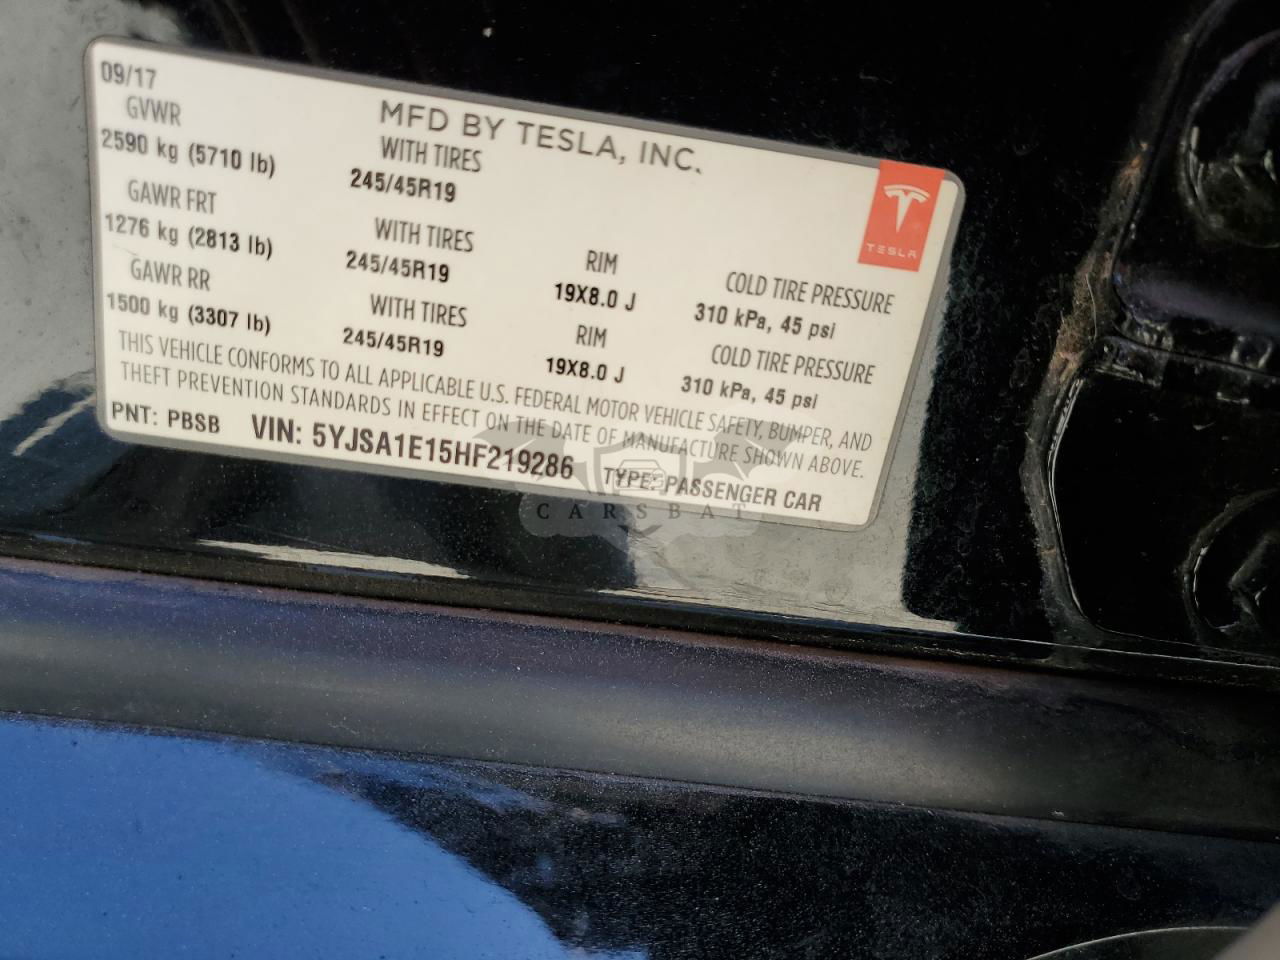 09/17
MFD BY TESLA, INC.
GVWR WITH TIRES
2590 kg (5710 lb) 245/45R19
TESLA
GAWR FRT WITH TIRES RIM COLD TIRE PRESSURE
1276 kg (2813 lb) 245/45R19 19X8.0 J 310 kPa, 45 psi
GAWR RR WITH TIRES RIM COLD TIRE PRESSURE
1500 kg (3307 lb) 245/45R19 19X8.0 J 310 kPa, 45 psi
THIS VEHICLE CONFORMS TO ALL APPLICABLE U.S. FEDERAL MOTOR VEHICLE SAFETY, BUMPER, AND
THEFT PREVENTION STANDARDS IN EFFECT ON THE DATE OF MANUFACTURE SHOWN ABOVE.
PNT: PBSB VIN: 5YJSA1E15HF219286 TYPE: PASSENGER CAR
CARSBAT